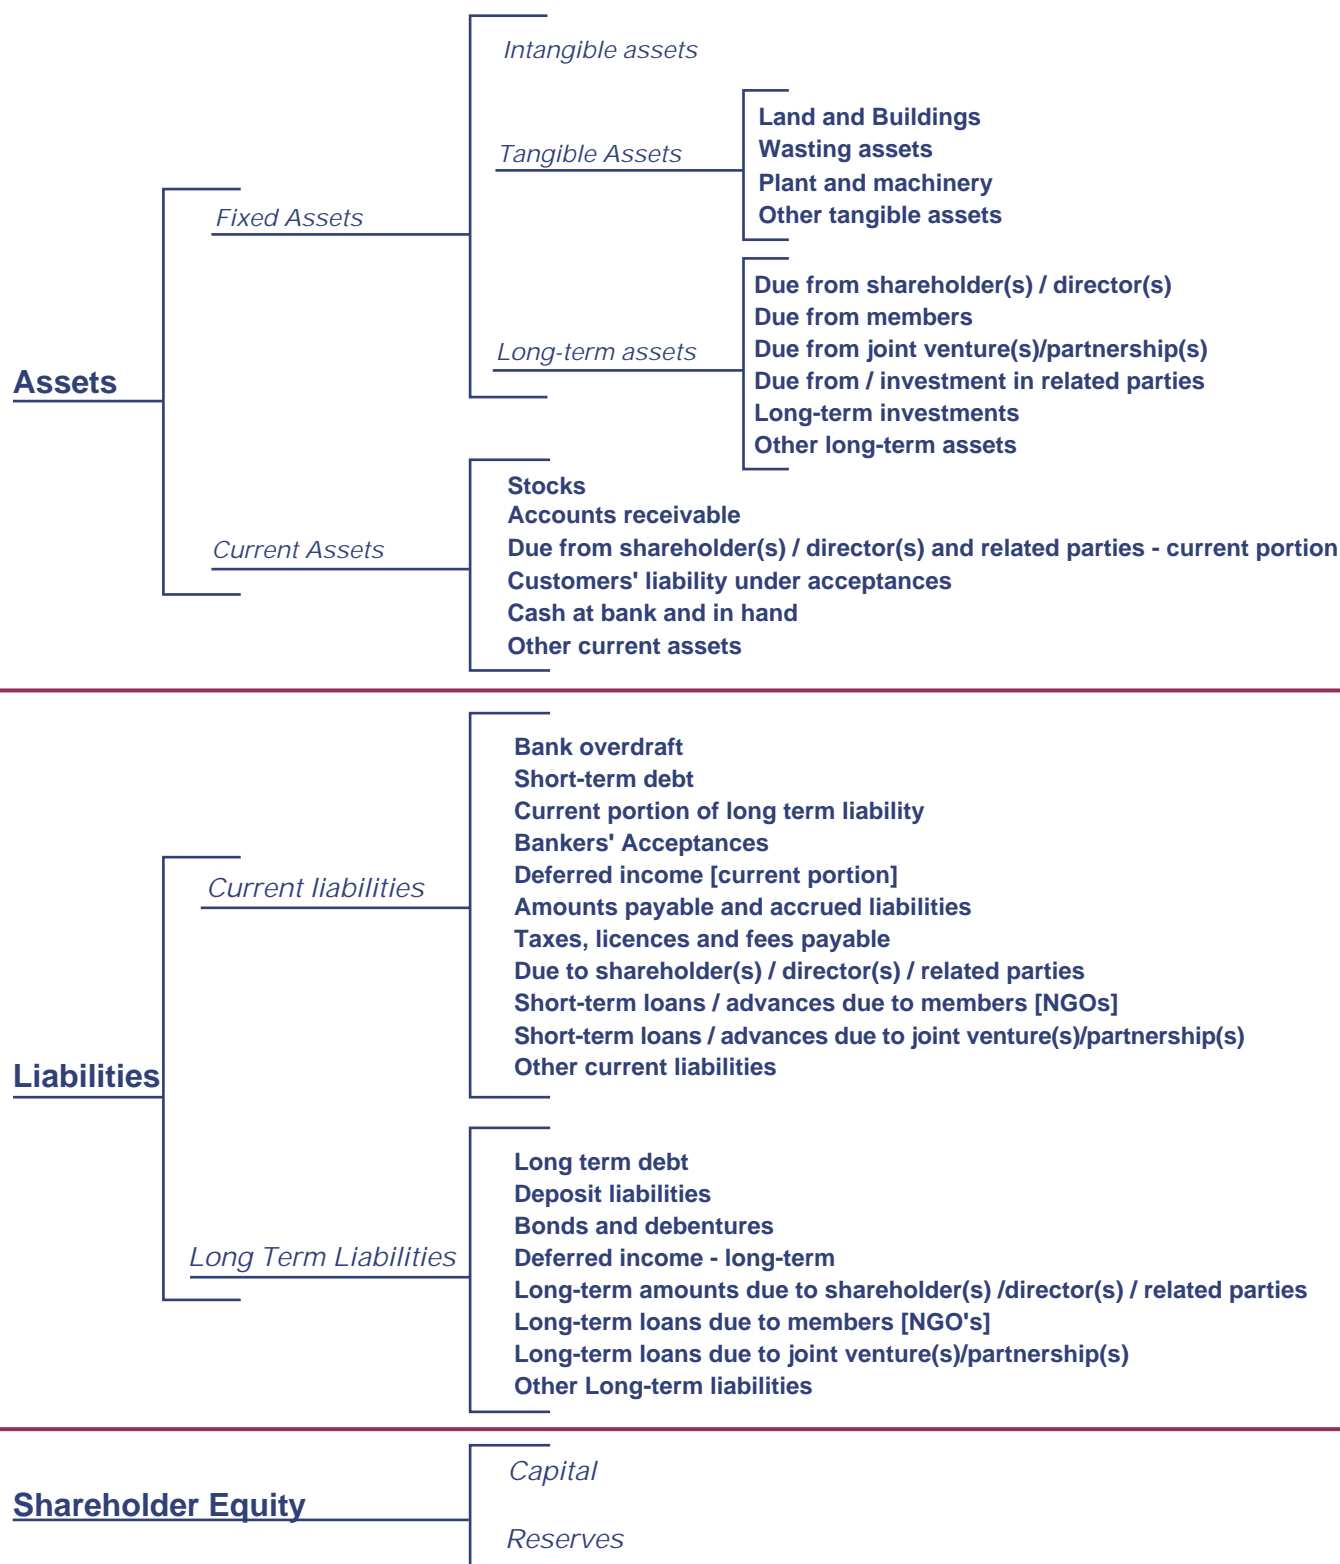 Intangible assets
Land and Buildings
Tangible Assets
Wasting assets
Plant and machinery
Other tangible assets
Fixed Assets
Due from shareholder(s) / director(s)
Due from members
Long-term assets
Due from joint venture(s)/partnership(s)
Due from / investment in related parties
Long-term investments
Other long-term assets
Assets
Stocks
Accounts receivable
Current Assets
Due from shareholder(s) / director(s) and related parties - current portion
Customers' liability under acceptances
Cash at bank and in hand
Other current assets
Bank overdraft
Short-term debt
Current portion of long term liability
Bankers' Acceptances
Current liabilities
Deferred income [current portion]
Amounts payable and accrued liabilities
Taxes, licences and fees payable
Due to shareholder(s) / director(s) / related parties
Short-term loans / advances due to members [NGOs]
Short-term loans / advances due to joint venture(s)/partnership(s)
Other current liabilities
Liabilities
Long term debt
Deposit liabilities
Bonds and debentures
Long Term Liabilities
Deferred income - long-term
Long-term amounts due to shareholder(s) /director(s) / related parties
Long-term loans due to members [NGO's]
Long-term loans due to joint venture(s)/partnership(s)
Other Long-term liabilities
Capital
Shareholder Equity
Reserves